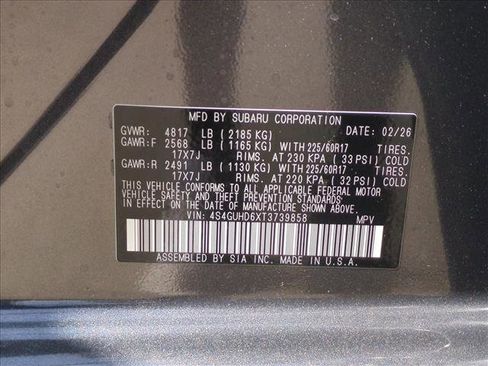 MFD BY SUBARU CORPORATION
GVWR: 4817 LB (2185 KG) DATE: 02/26
GAWR:F 2568 LB (1165 KG) WITH 225/60R17 TIRES.
17X7J RIMS. AT 230 KPA (33 PSI) COLD
GAWR:R 2491 LB (1130 KG) WITH 225/60R17 TIRES.
17X7J RIMS. AT 220 KPA (32 PSI) COLD
THIS VEHICLE CONFORMS TO ALL APPLICABLE FEDERAL MOTOR
VEHICLE SAFETY AND THEFT PREVENTION STANDARDS
IN EFFECT ON THE DATE OF MANUFACTURE SHOWN ABOVE.
VIN: 4S4GUHD6XT3739858 MPV
ASSEMBLED BY SIA INC. MADE IN U.S.A.